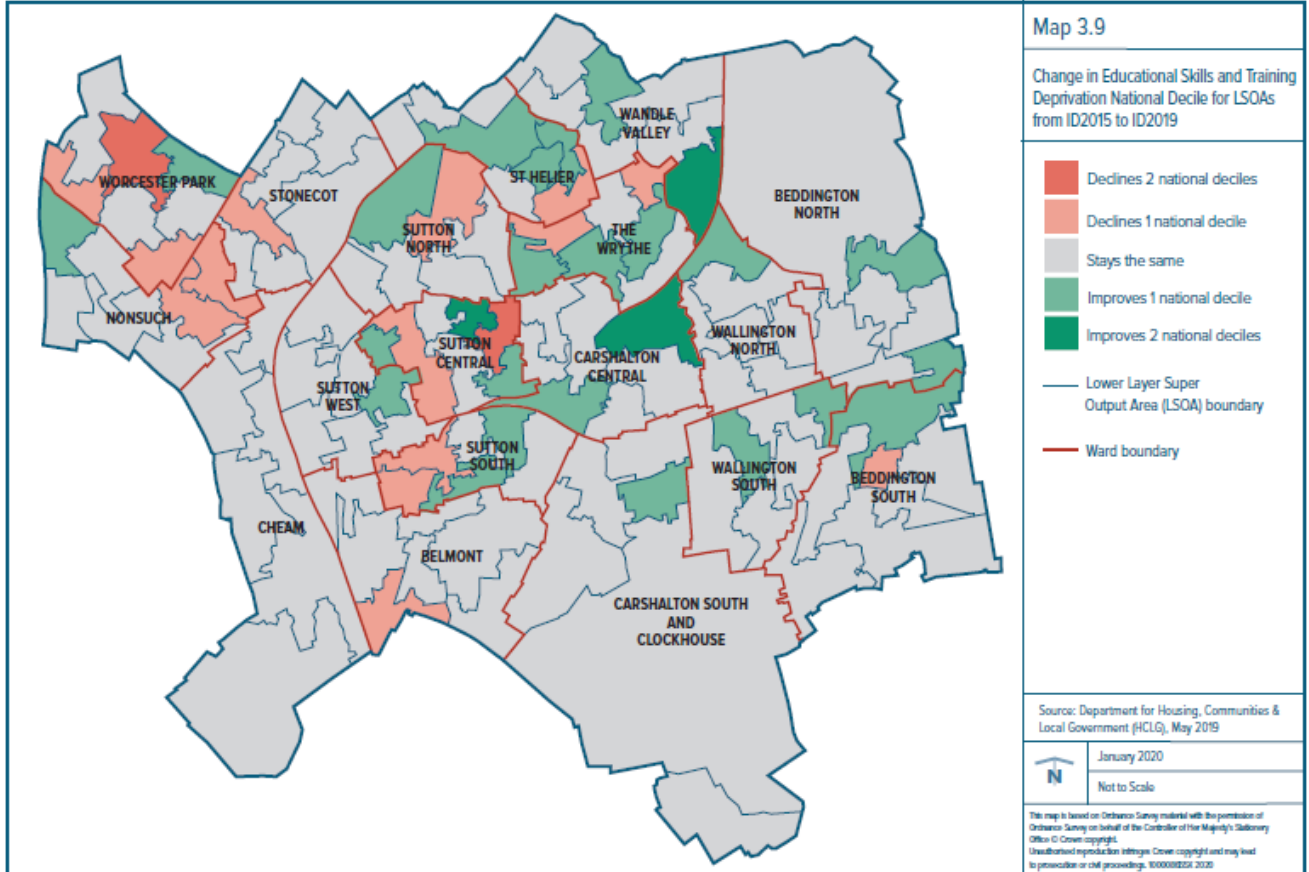 Map 3.9
Change in Educational Skills and Training
Deprivation National Decile for LSOAs
from ID2015 to ID2019
Declines 2 national deciles
Declines 1 national decile
Stays the same
Improves 1 national decile
Improves 2 national deciles
Lower Layer Super
Output Area (LSOA) boundary
Ward boundary
WANDLE
VALLEY
WORCESTER PARK
ST HELIER
STONECOT
BEDDINGTON
NORTH
SUTTON
NORTH
THE
WRYTHE
NONSUCH
SUTTON
CENTRAL
CARSHALTON
CENTRAL
WALLINGTON
NORTH
SUTTON
WEST
SUTTON
SOUTH
WALLINGTON
SOUTH
BEDDINGTON
SOUTH
CHEAM
BELMONT
CARSHALTON SOUTH
AND
CLOCKHOUSE
Source: Department for Housing, Communities &
Local Government (HCLG), May 2019
N
January 2020
Not to Scale
This map is based on Ordnance Survey material with the permission of
Ordnance Survey on behalf of the Controller of Her Majesty's Stationery
Office © Crown copyright.
Unauthorised reproduction infringes Crown copyright and may lead
to prosecution or civil proceedings. 2020